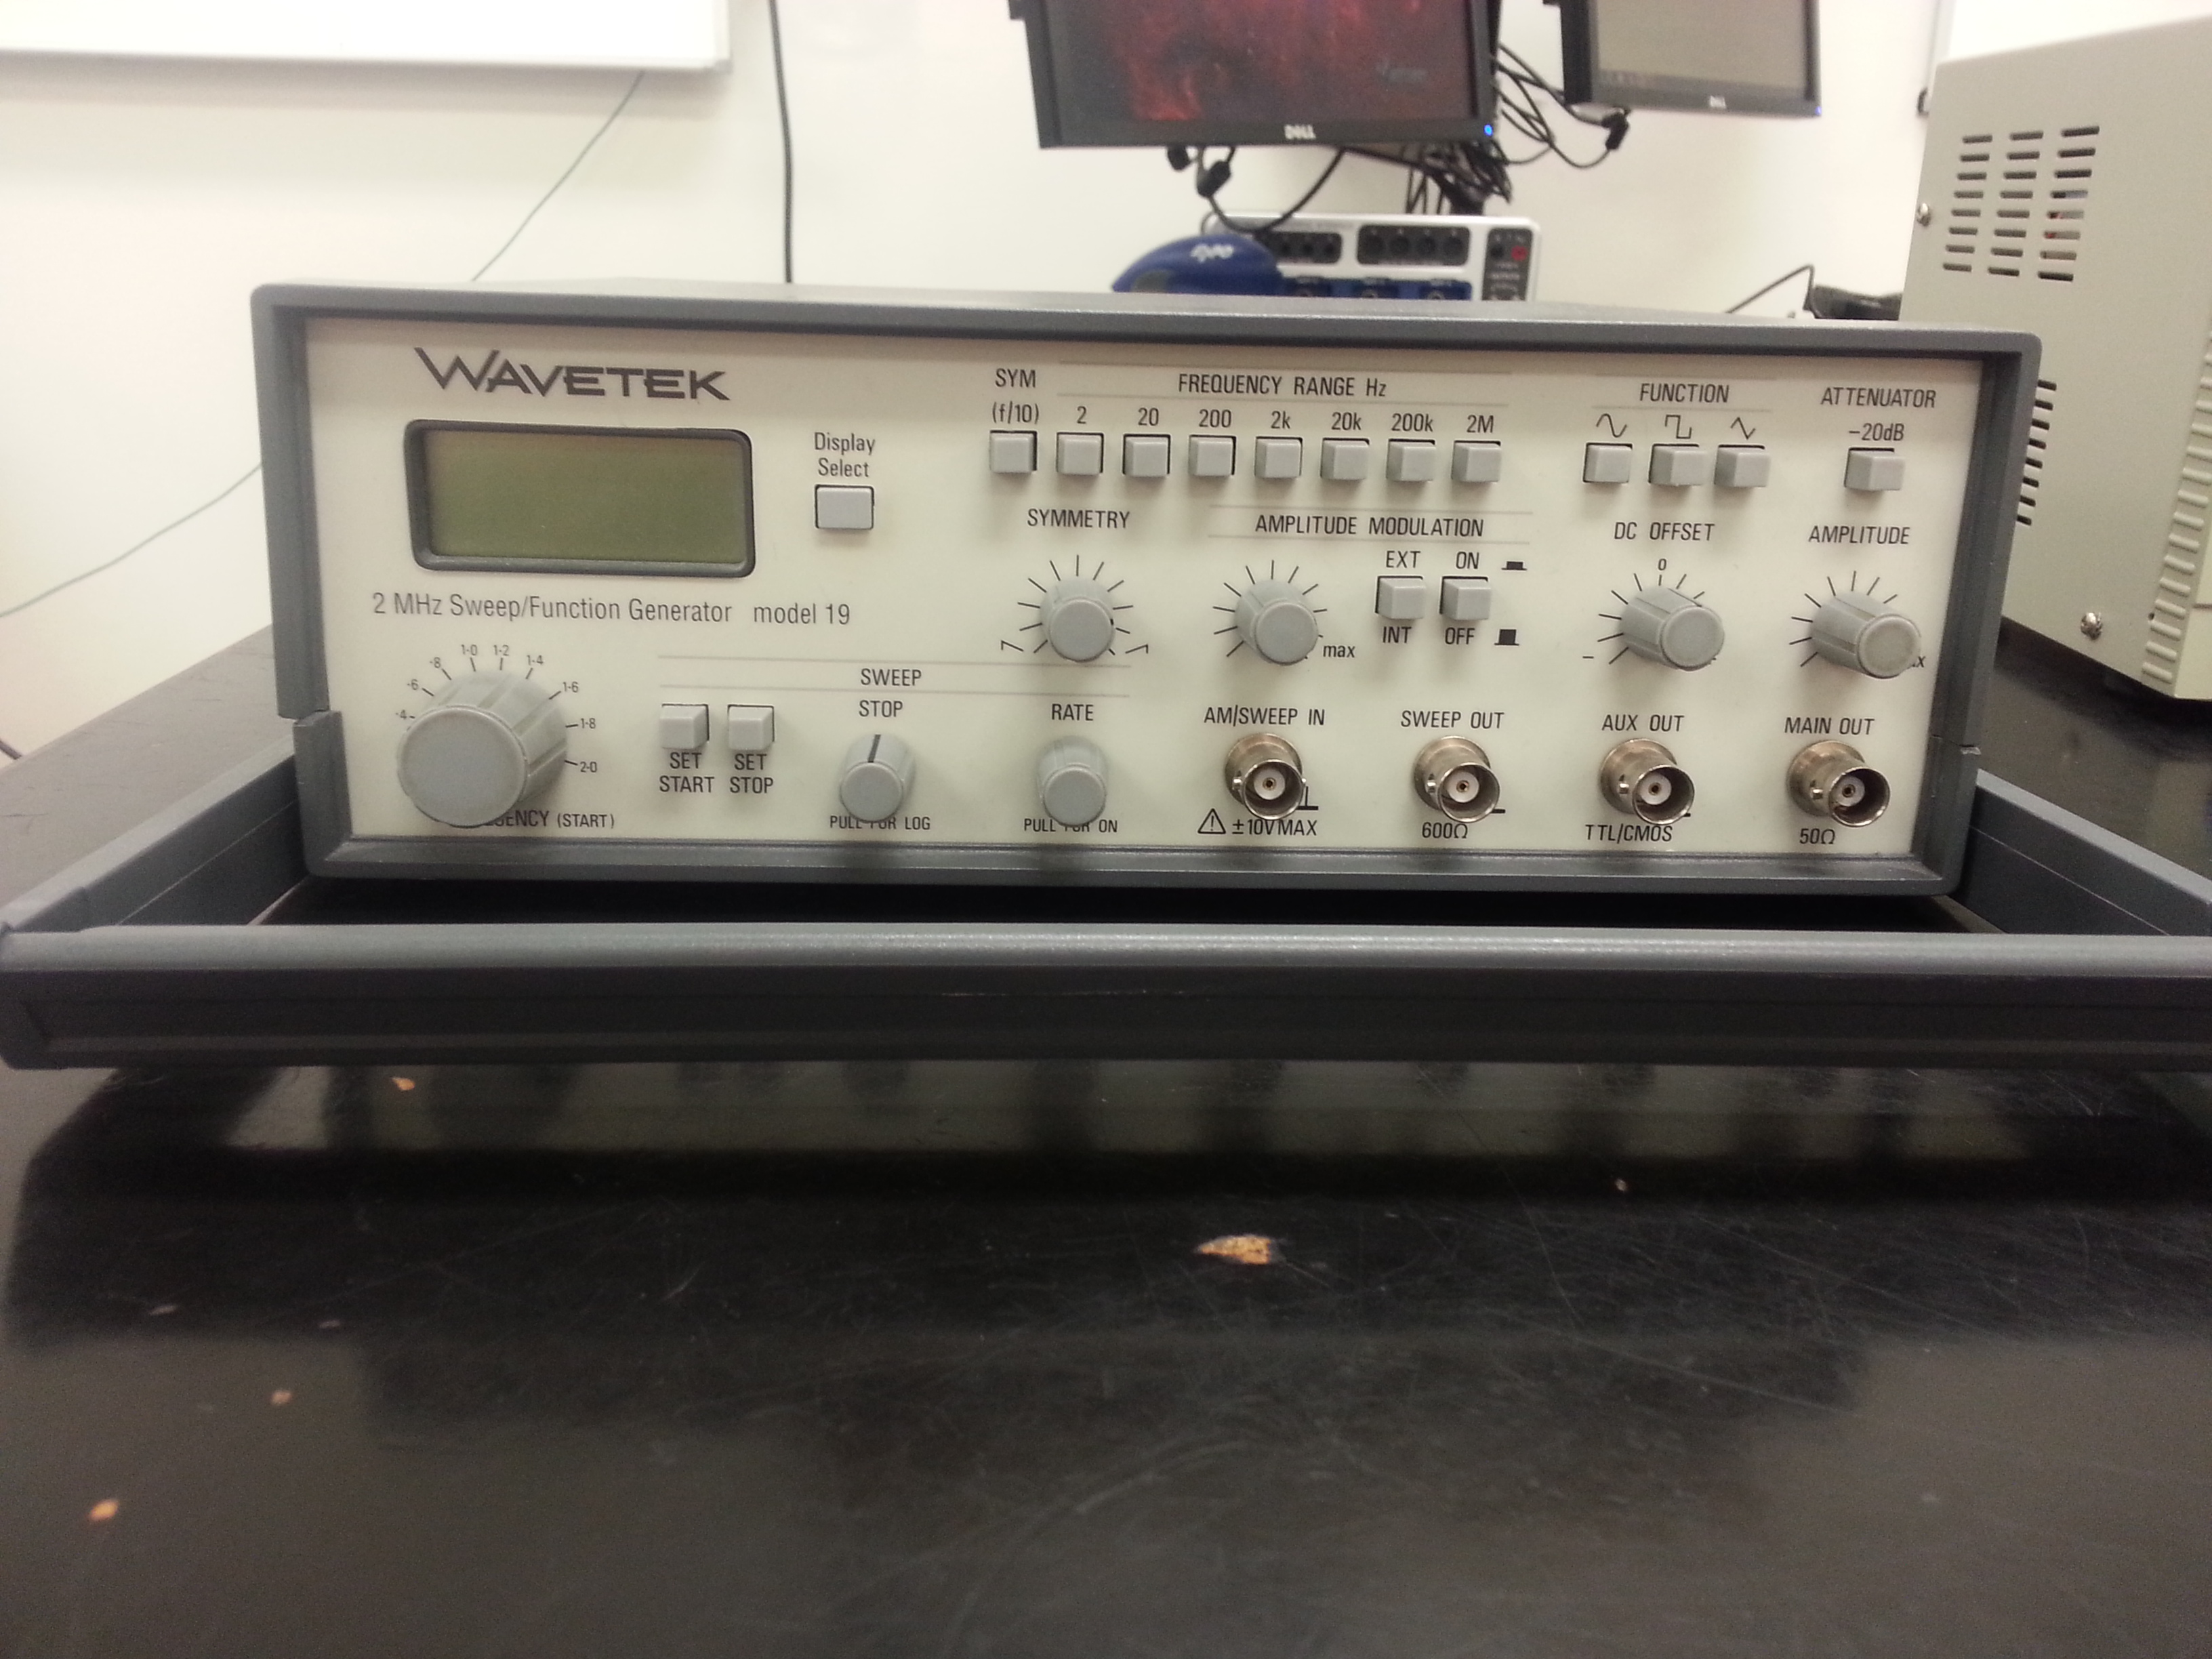 DELL
DELL
expo
WAVETEK
Display
Select
2 MHz Sweep/Function Generator model 19
SYM
(f/10)
FREQUENCY RANGE Hz
2 20 200 2k 20k 200k 2M
FUNCTION
ATTENUATOR
-20dB
SYMMETRY
AMPLITUDE MODULATION
EXT ON
INT OFF
max
DC OFFSET
0
-
AMPLITUDE
·4 ·6 ·8 1·0 1·2 1·4 1·6 1·8 2·0
(START)
SWEEP
SET
START
SET
STOP
STOP
PULL FOR LOG
RATE
PULL FOR ON
AM/SWEEP IN
±10V MAX
SWEEP OUT
600Ω
AUX OUT
TTL/CMOS
MAIN OUT
50Ω